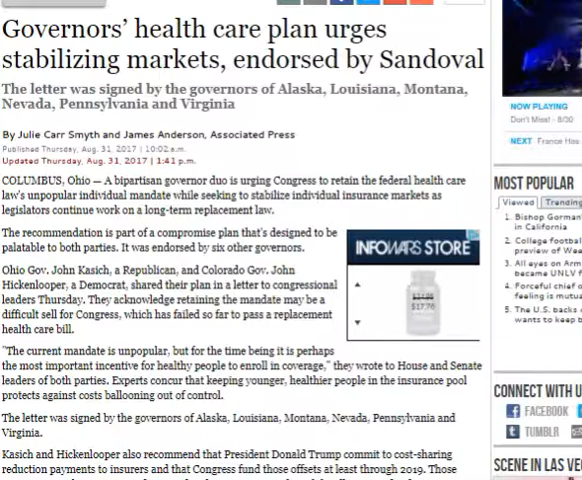 Governors' health care plan urges
stabilizing markets, endorsed by Sandoval
The letter was signed by the governors of Alaska, Louisiana, Montana,
Nevada, Pennsylvania and Virginia
By Julie Carr Smyth and James Anderson, Associated Press
Published Thursday, Aug. 31, 2017 | 10:02 a.m.
Updated Thursday, Aug. 31, 2017 | 1:41 p.m.
COLUMBUS, Ohio — A bipartisan governor duo is urging Congress to retain the federal health care
law's unpopular individual mandate while seeking to stabilize individual insurance markets as
legislators continue work on a long-term replacement law.
The recommendation is part of a compromise plan that's designed to be
palatable to both parties. It was endorsed by six other governors.
Ohio Gov. John Kasich, a Republican, and Colorado Gov. John
Hickenlooper, a Democrat, shared their plan in a letter to congressional
leaders Thursday. They acknowledge retaining the mandate may be a
difficult sell for Congress, which has failed so far to pass a replacement
health care bill.
"The current mandate is unpopular, but for the time being it is perhaps
the most important incentive for healthy people to enroll in coverage," they wrote to House and Senate
leaders of both parties. Experts concur that keeping younger, healthier people in the insurance pool
protects against costs ballooning out of control.
The letter was signed by the governors of Alaska, Louisiana, Montana, Nevada, Pennsylvania and
Virginia.
Kasich and Hickenlooper also recommend that President Donald Trump commit to cost-sharing
reduction payments to insurers and that Congress fund those offsets at least through 2019. Those
INFOWARS STORE
$17.76
NOW PLAYING
Don't Miss! - 8/30
NEXT France Has
MOST POPULAR
Viewed Trending
1. Bishop Gorman
in California
2. College footbal
preview of Wee
3. All eyes on Arm
became UNLV f
4. Forceful chief o
feeling is mutua
5. The U.S. backs
wants to keep b
CONNECT WITH U
FACEBOOK
TUMBLR
SCENE IN LAS VE